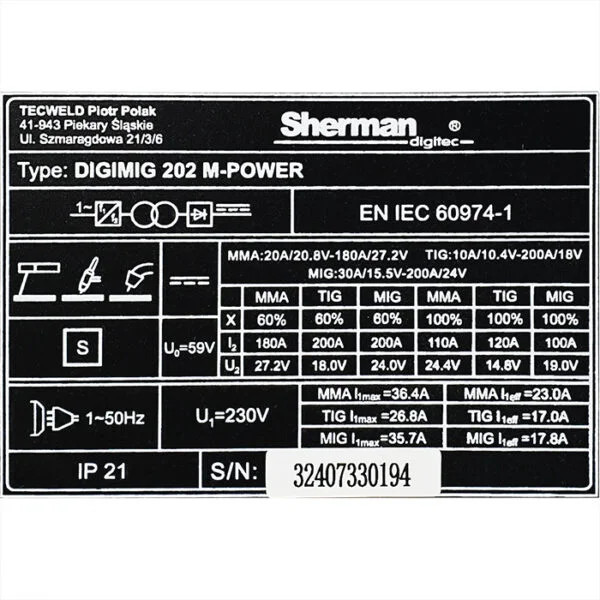 TECWELD Piotr Polak
41-943 Piekary Śląskie
Ul. Szmaragdowa 21/3/6
Sherman ®
digitec
Type: DIGIMIG 202 M-POWER
1~ f₁ f₂
EN IEC 60974-1
MMA:20A/20.8V-180A/27.2V TIG:10A/10.4V-200A/18V
MIG:30A/15.5V-200A/24V
MMA TIG MIG MMA TIG MIG
X 60% 60% 60% 100% 100% 100%
S U₀=59V I₂ 180A 200A 200A 110A 120A 100A
U₂ 27.2V 18.0V 24.0V 24.4V 14.8V 19.0V
1~50Hz U₁=230V
MMA I₁max=36.4A MMA I₁eff=23.0A
TIG I₁max=26.8A TIG I₁eff=17.0A
MIG I₁max=35.7A MIG I₁eff=17.8A
IP 21 S/N: 32407330194